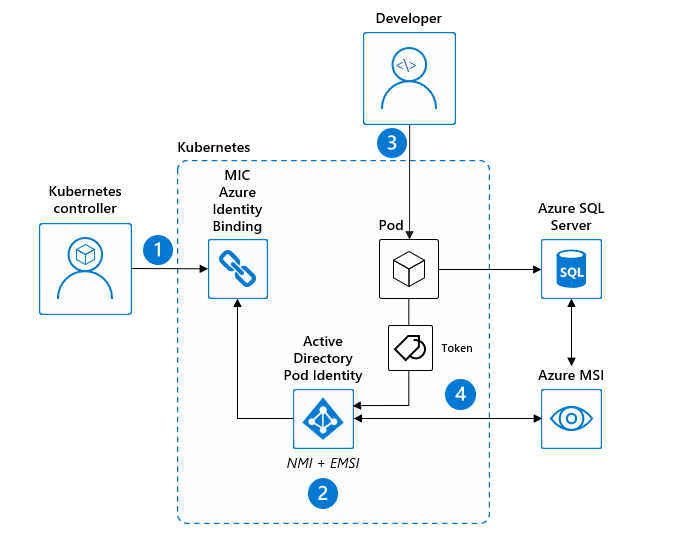 Developer
</>
3
Kubernetes
MIC
Azure
Identity
Binding
Kubernetes
controller
1
Pod
Azure SQL
Server
SQL
Token
Active
Directory
Pod Identity
Azure MSI
4
NMI + EMSI
2